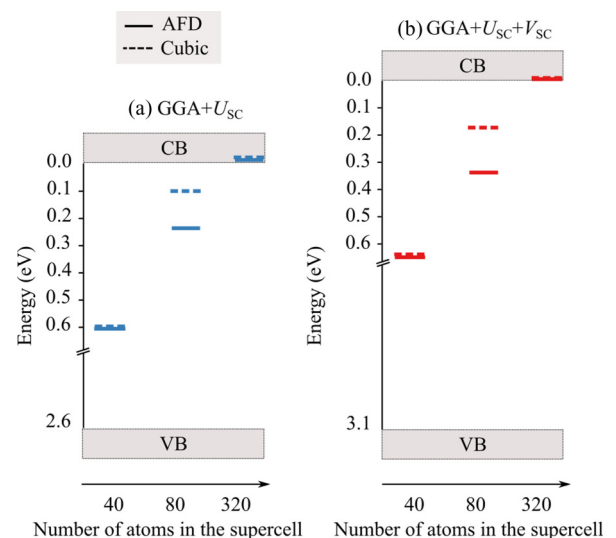 AFD
Cubic
(a) GGA+U_SC
CB
0.0
0.1
0.2
0.3
0.4
0.5
0.6
2.6
VB
Energy (eV)
40 80 320
Number of atoms in the supercell
(b) GGA+U_SC+V_SC
CB
0.0
0.1
0.2
0.3
0.4
0.5
0.6
3.1
VB
Energy (eV)
40 80 320
Number of atoms in the supercell